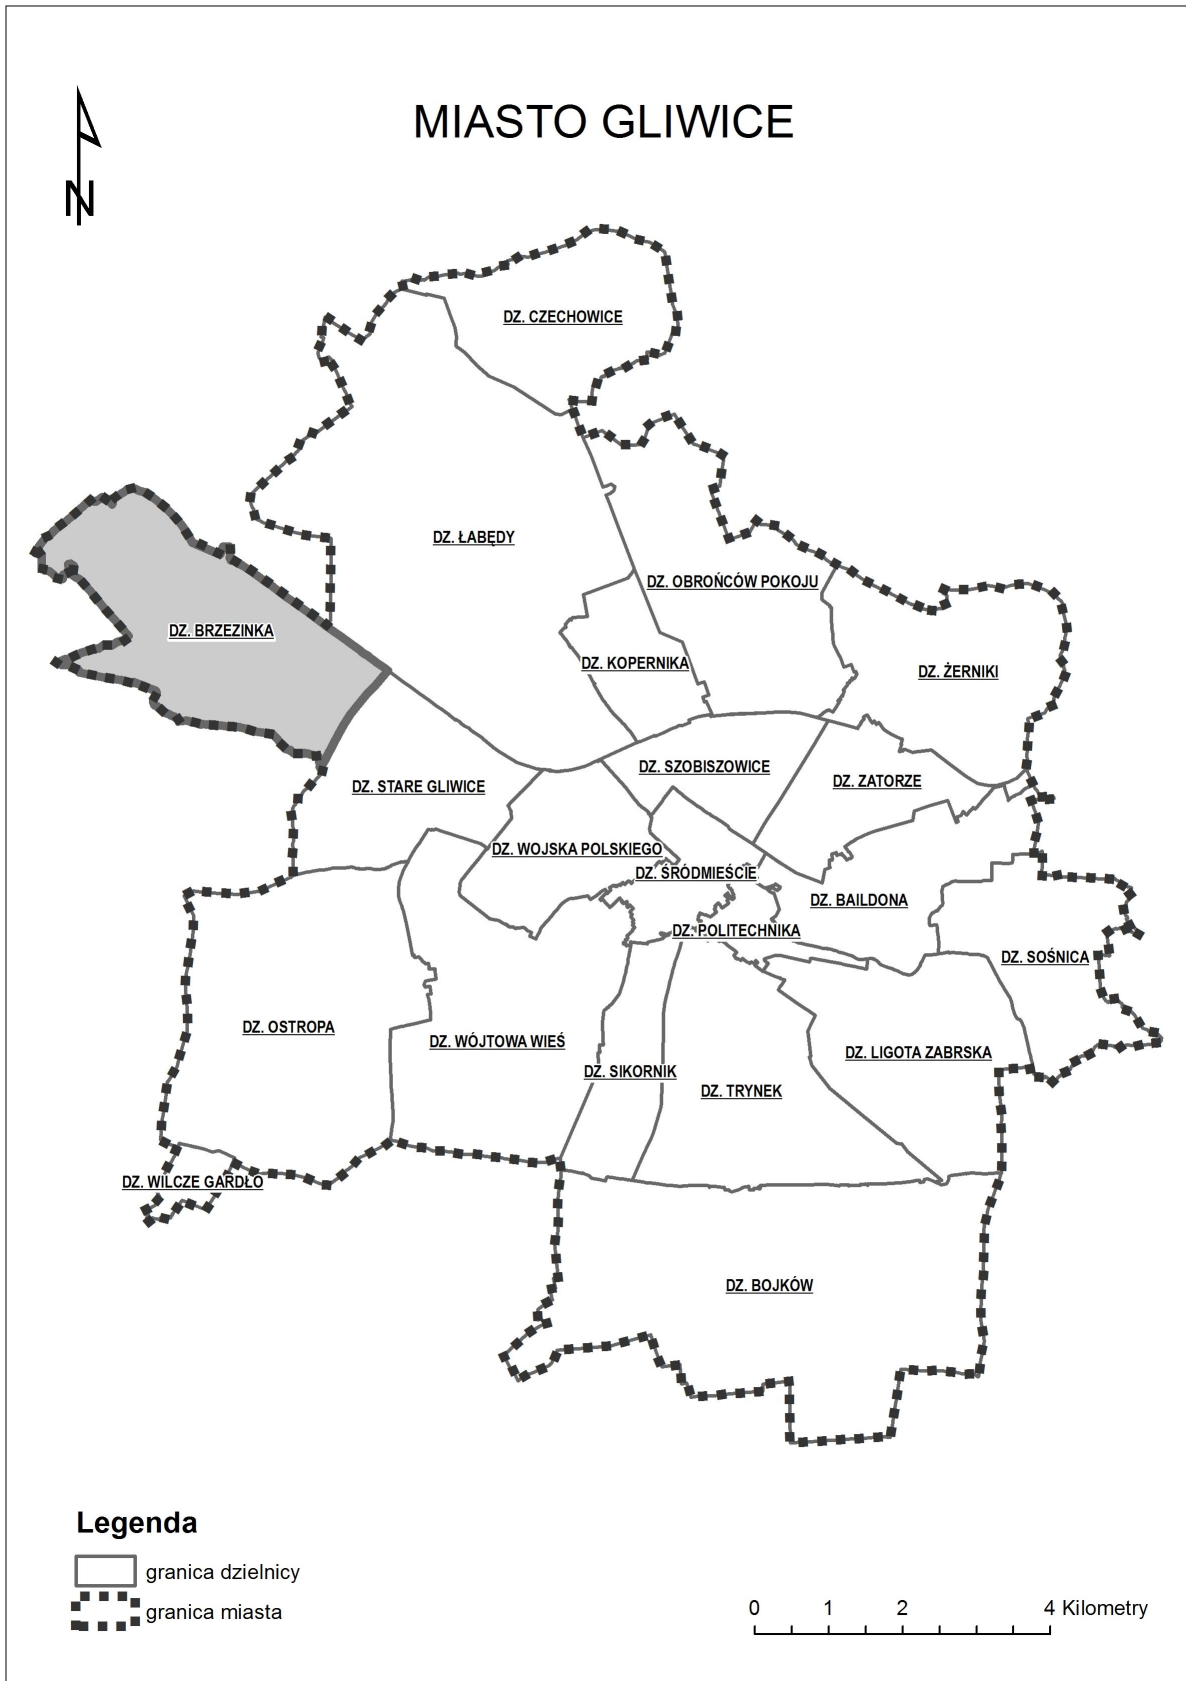 MIASTO GLIWICE
N
DZ. CZECHOWICE
DZ. ŁABĘDY
DZ. OBROŃCÓW POKOJU
DZ. BRZEZINKA
DZ. KOPERNIKA
DZ. ŻERNIKI
DZ. SZOBISZOWICE
DZ. ZATORZE
DZ. STARE GLIWICE
DZ. WOJSKA POLSKIEGO
DZ. ŚRÓDMIEŚCIE
DZ. BAILDONA
DZ. POLITECHNIKA
DZ. SOŚNICA
DZ. OSTROPA
DZ. WÓJTOWA WIEŚ
DZ. LIGOTA ZABRSKA
DZ. SIKORNIK
DZ. TRYNEK
DZ. WILCZE GARDŁO
DZ. BOJKÓW
Legenda
granica dzielnicy
granica miasta
0 1 2 4 Kilometry